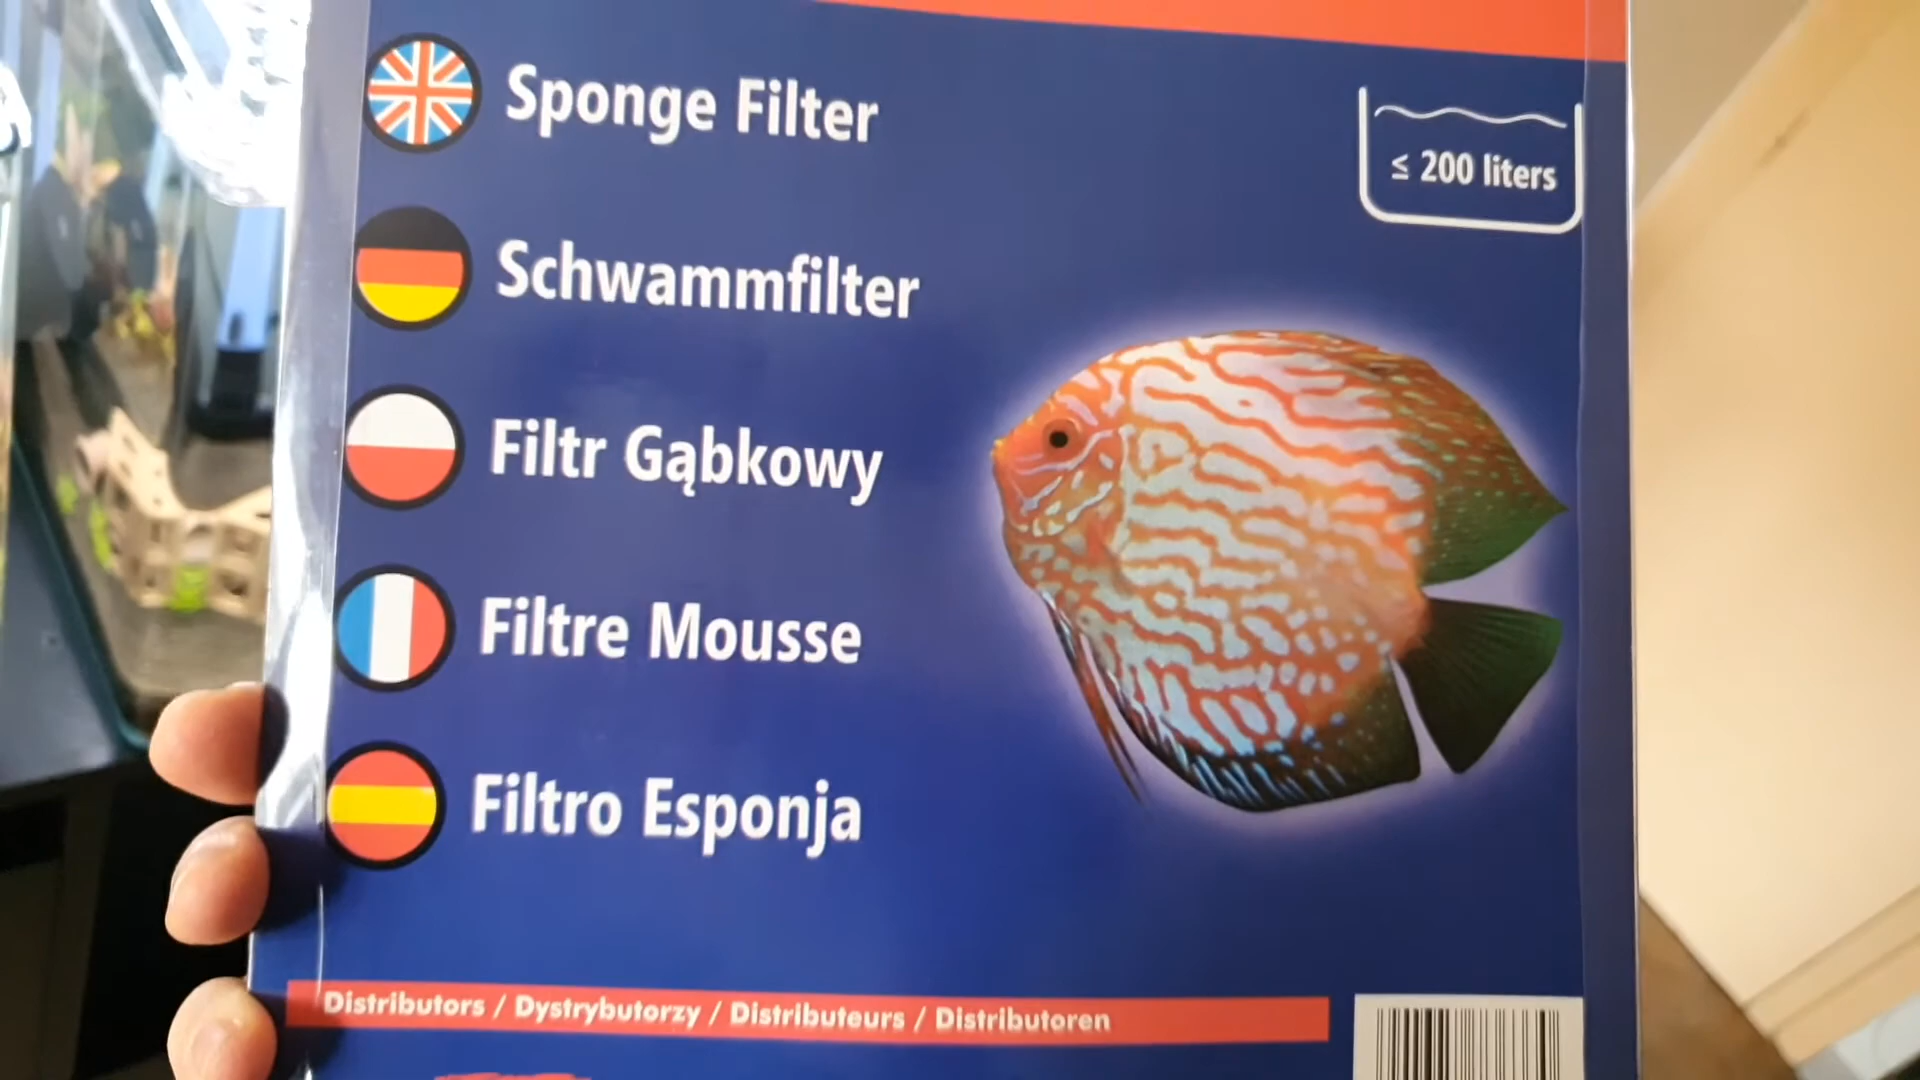 Sponge Filter
≤ 200 liters
Schwammfilter
Filtr Gąbkowy
Filtre Mousse
Filtro Esponja
Distributors / Dystrybutorzy / Distributeurs / Distributoren